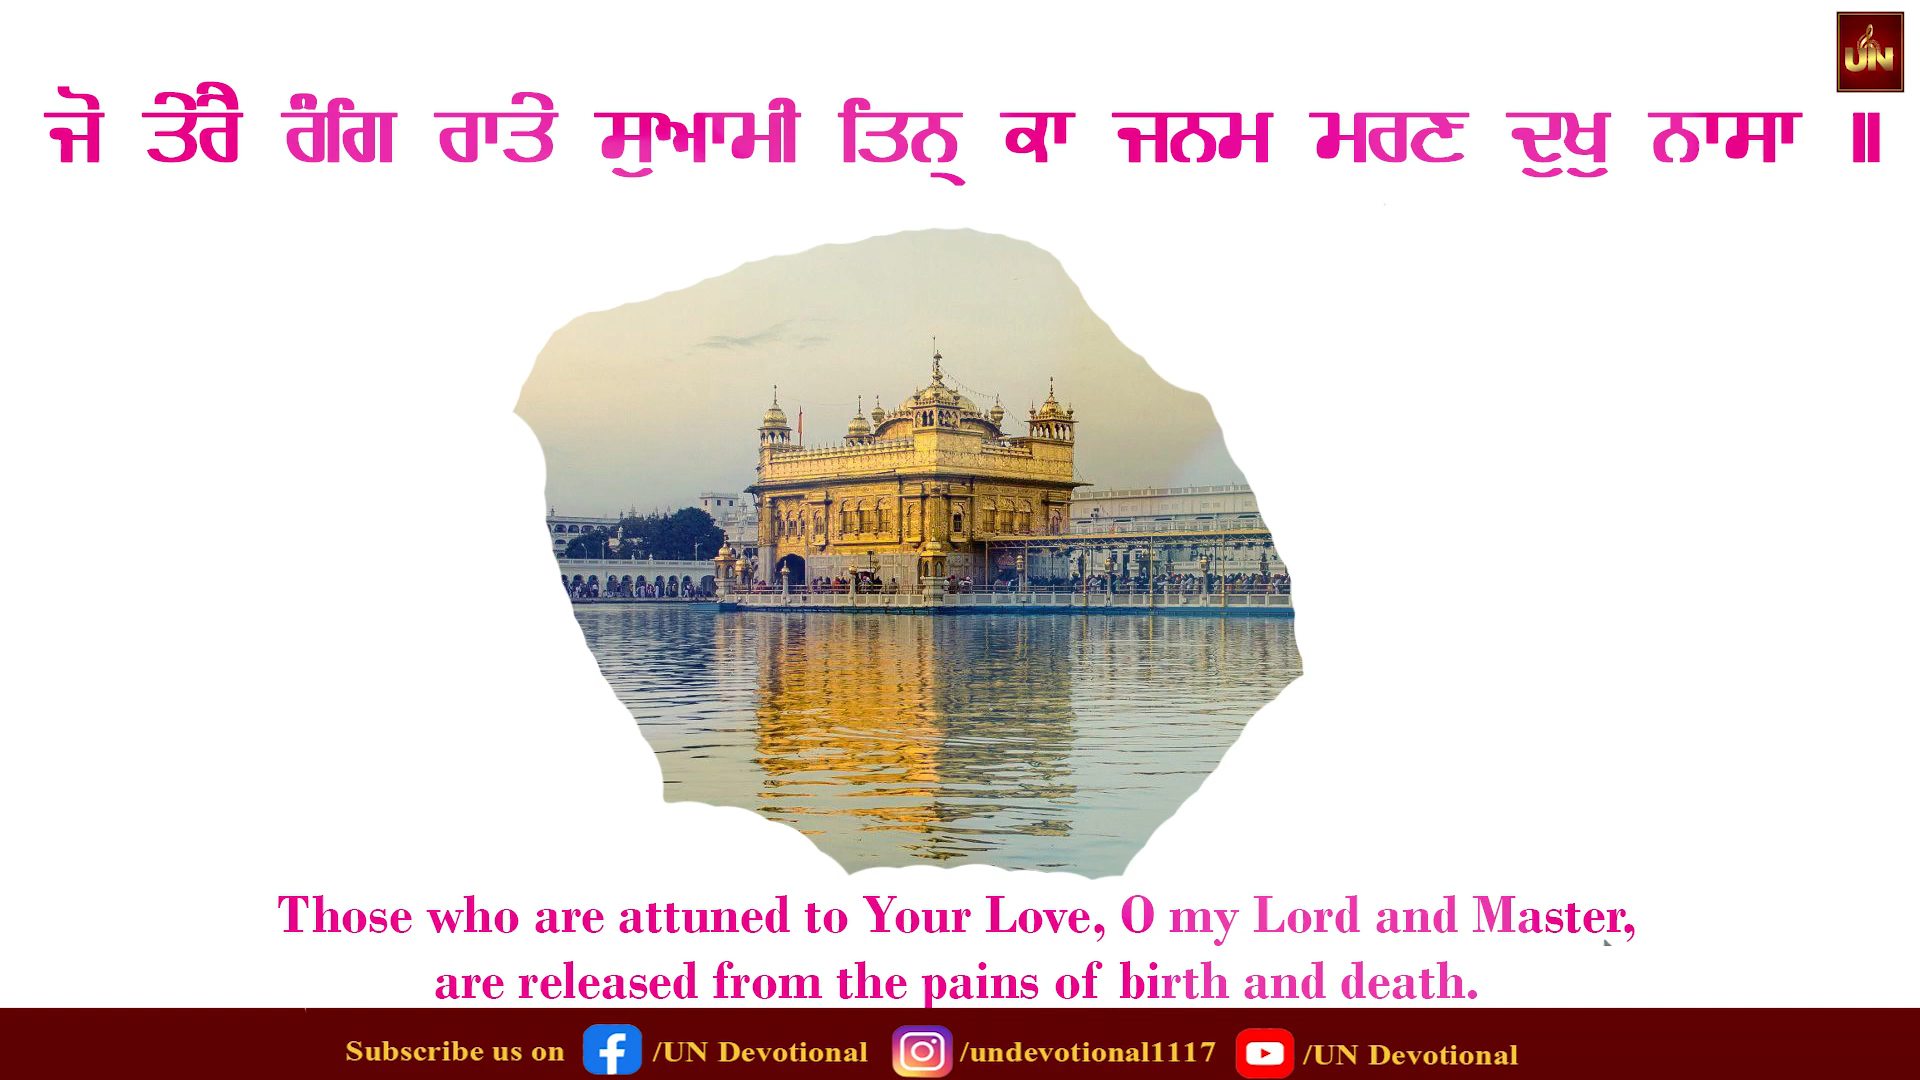 UN
ਜੋ ਤੇਰੈ ਰੰਗਿ ਰਾਤੇ ਸੁਆਮੀ ਤਿਨ੍ ਕਾ ਜਨਮ ਮਰਣ ਦੁਖੁ ਨਾਸਾ ॥
Those who are attuned to Your Love, O my Lord and Master,
are released from the pains of birth and death.
Subscribe us on /UN Devotional /undevotional1117 /UN Devotional